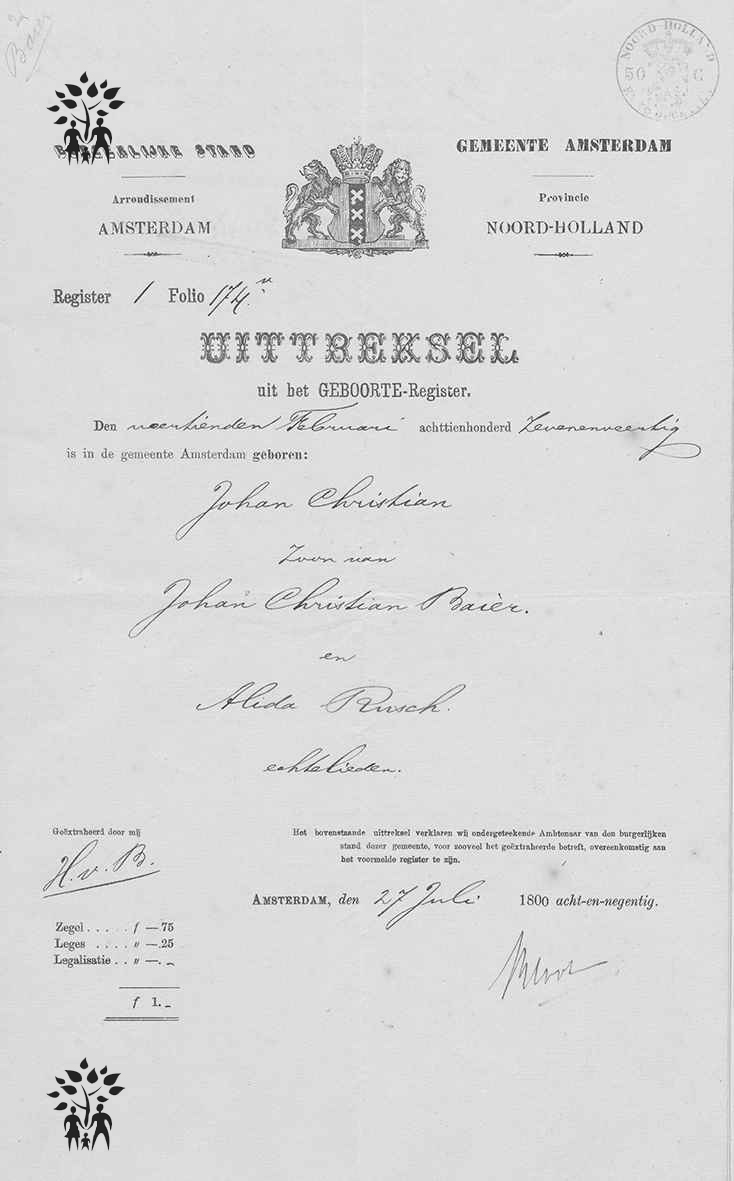 Baier
NOORD HOLLAND
50 C
BURGERLIJKE STAND
GEMEENTE AMSTERDAM
Arrondissement
AMSTERDAM
Provincie
NOORD-HOLLAND
Register 1 Folio 174.v
UITTREKSEL
uit het GEBOORTE-Register.
Den veertienden Februari achttienhonderd Zevenenveertig
is in de gemeente Amsterdam geboren:
Johan Christian
Zoon van
Johan Christian Baier.
en
Alida Rusch.
echtelieden.
Geëxtraheerd door mij
H.v.B.
Het bovenstaande uittreksel verklaren wij ondergeteekende Ambtenaar van den burgerlijken
stand dezer gemeente, voor zooveel het geëxtraheerde betreft, overeenkomstig aan
het voormelde register te zijn.
AMSTERDAM, den 27 Juli 1800 acht-en-negentig.
Zegel . . . . . f —.75
Leges . . . . „ —.25
Legalisatie . . „ —.-
f 1.-